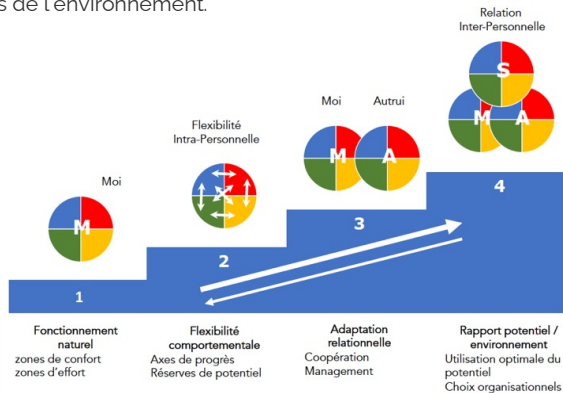 s de l'environnement.
Relation
Inter-Personnelle
S
M A
Moi Autrui
M A
Flexibilité
Intra-Personnelle
Moi
M
1
2
3
4
Fonctionnement
naturel
zones de confort
zones d'effort
Flexibilité
comportementale
Axes de progrès
Réserves de potentiel
Adaptation
relationnelle
Coopération
Management
Rapport potentiel /
environnement
Utilisation optimale du
potentiel
Choix organisationnels